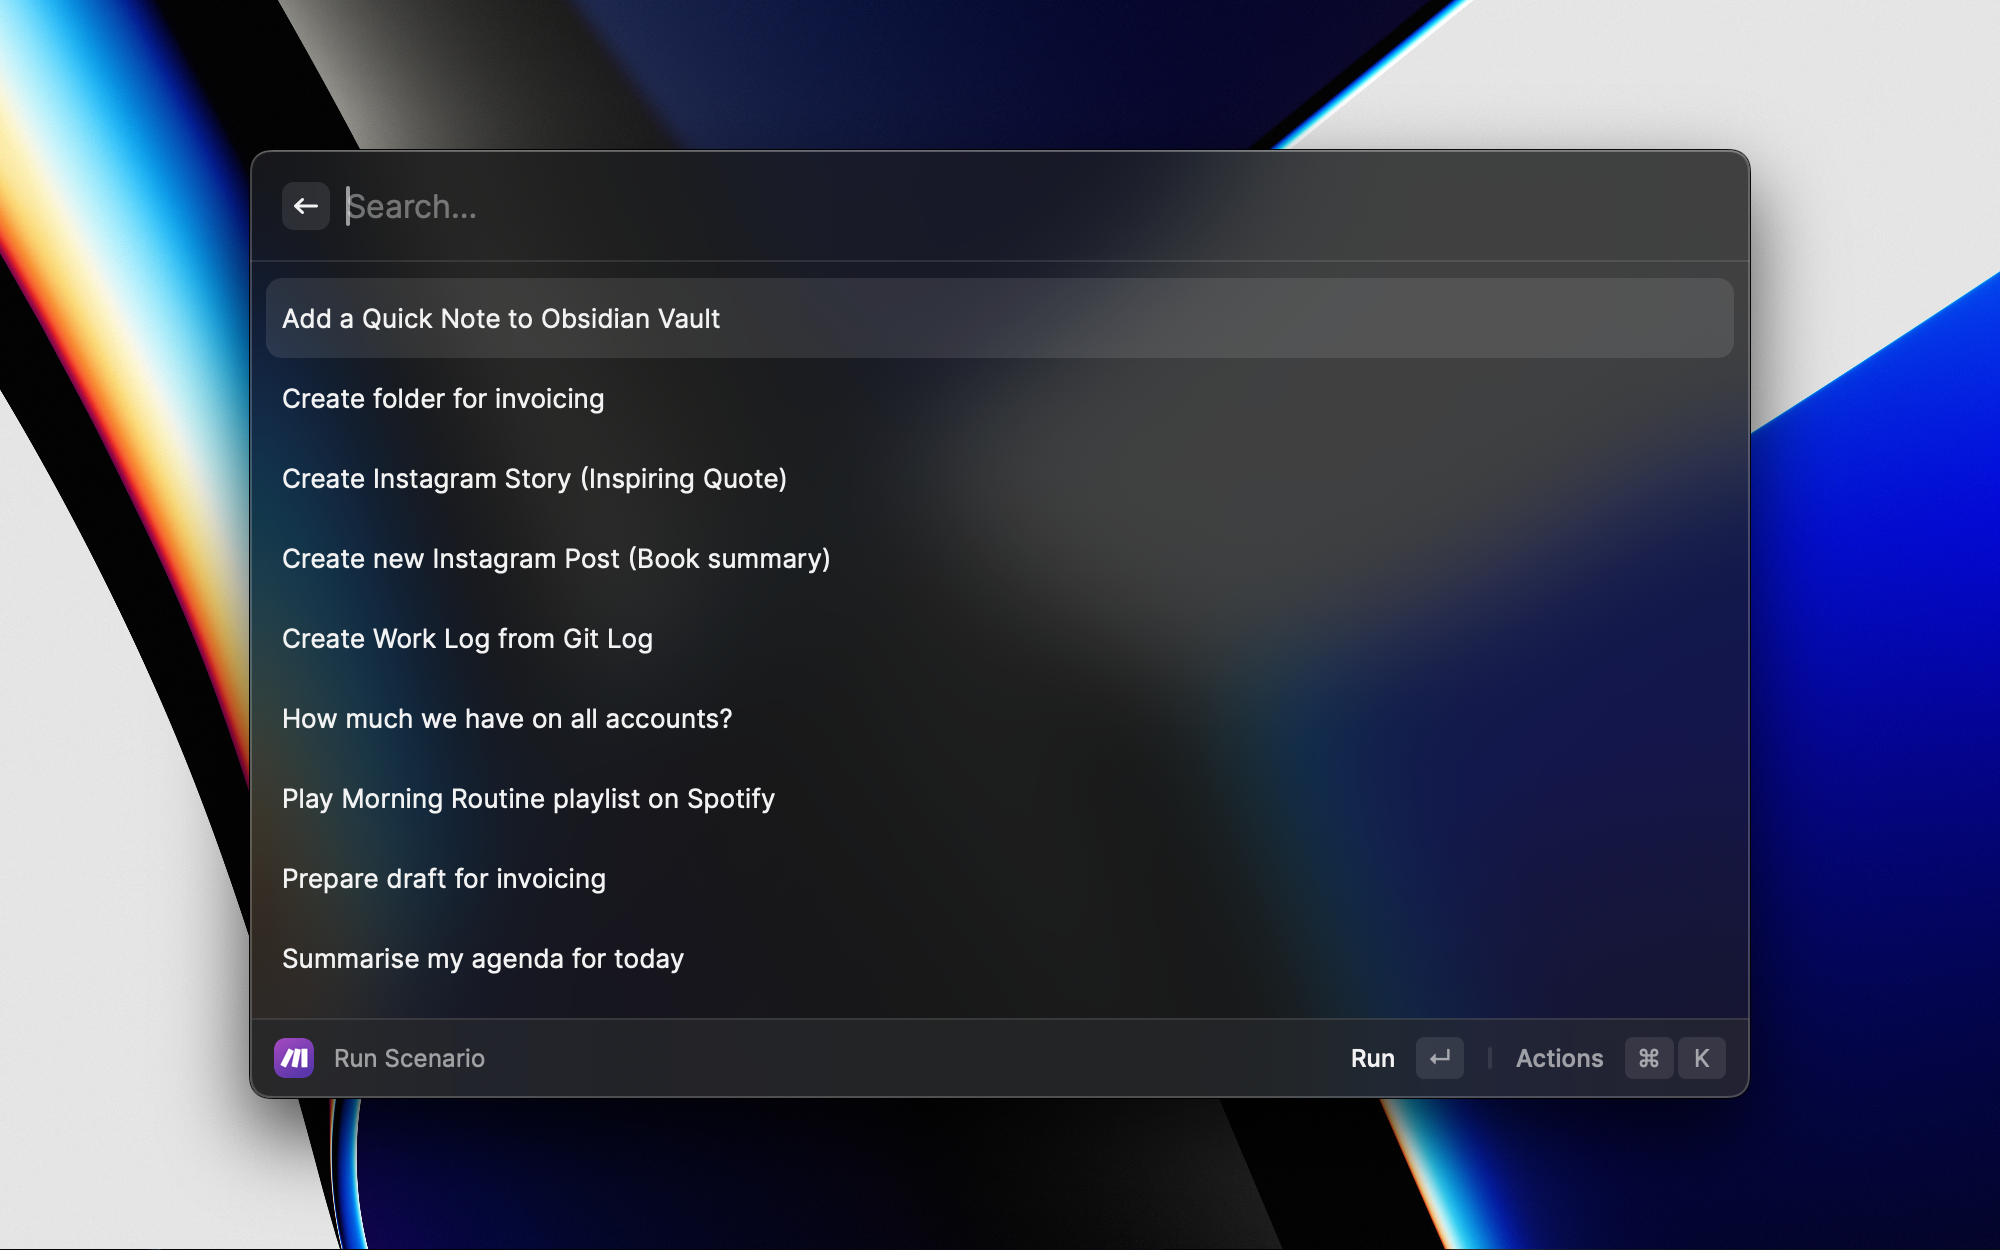 Search...
Add a Quick Note to Obsidian Vault
Create folder for invoicing
Create Instagram Story (Inspiring Quote)
Create new Instagram Post (Book summary)
Create Work Log from Git Log
How much we have on all accounts?
Play Morning Routine playlist on Spotify
Prepare draft for invoicing
Summarise my agenda for today
Run Scenario Run ↵ | Actions ⌘ K